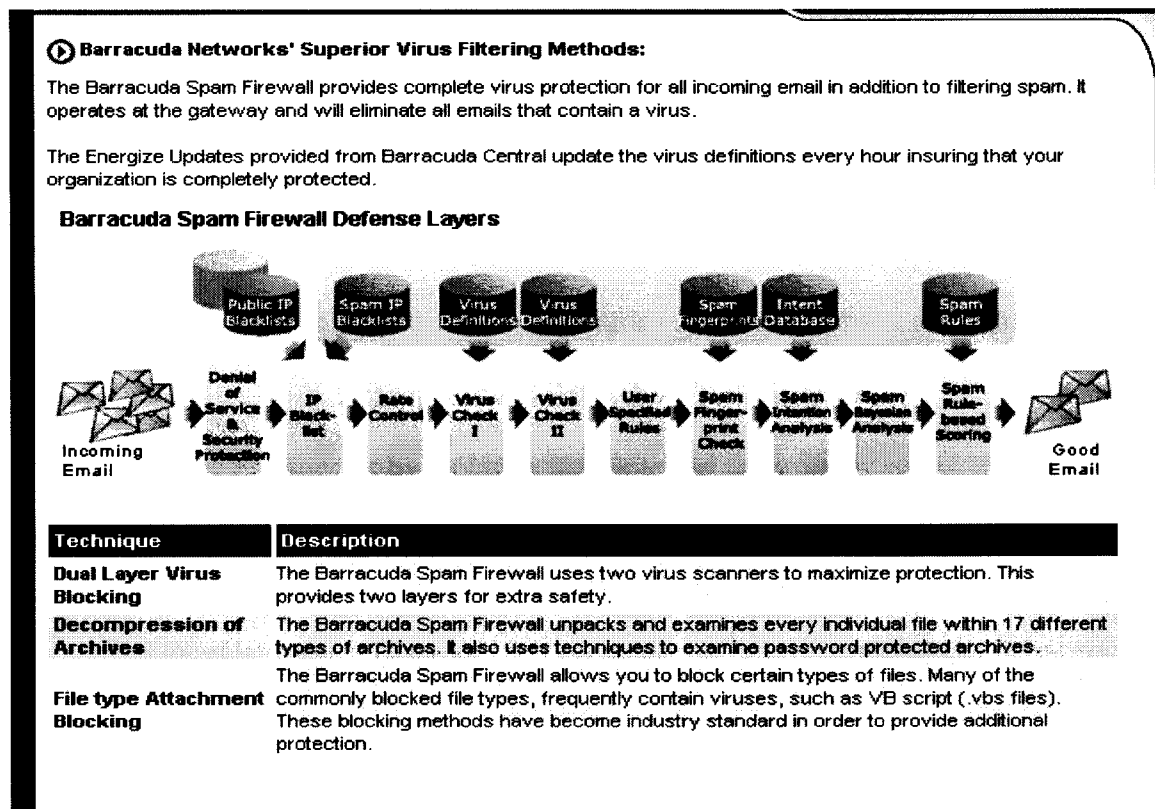 Barracuda Networks' Superior Virus Filtering Methods:
The Barracuda Spam Firewall provides complete virus protection for all incoming email in addition to filtering spam. It
operates at the gateway and will eliminate all emails that contain a virus.
The Energize Updates provided from Barracuda Central update the virus definitions every hour insuring that your
organization is completely protected.
Barracuda Spam Firewall Defense Layers
Public IP
Blacklists
Spam IP
Blacklists
Virus
Definitions
Virus
Definitions
Spam
Fingerprints
Intent
Database
Spam
Rules
Incoming
Email
Denial
of
Service
&
Security
Protection
IP
Black-
list
Rate
Control
Virus
Check
I
Virus
Check
II
User
Specified
Rules
Spam
Finger-
print
Check
Spam
Intention
Analysis
Spam
Bayesian
Analysis
Spam
Rule-
based
Scoring
Good
Email
Technique Description
Dual Layer Virus
Blocking
The Barracuda Spam Firewall uses two virus scanners to maximize protection. This
provides two layers for extra safety.
Decompression of
Archives
The Barracuda Spam Firewall unpacks and examines every individual file within 17 different
types of archives. It also uses techniques to examine password protected archives.
File type Attachment
Blocking
The Barracuda Spam Firewall allows you to block certain types of files. Many of the
commonly blocked file types, frequently contain viruses, such as VB script (.vbs files).
These blocking methods have become industry standard in order to provide additional
protection.